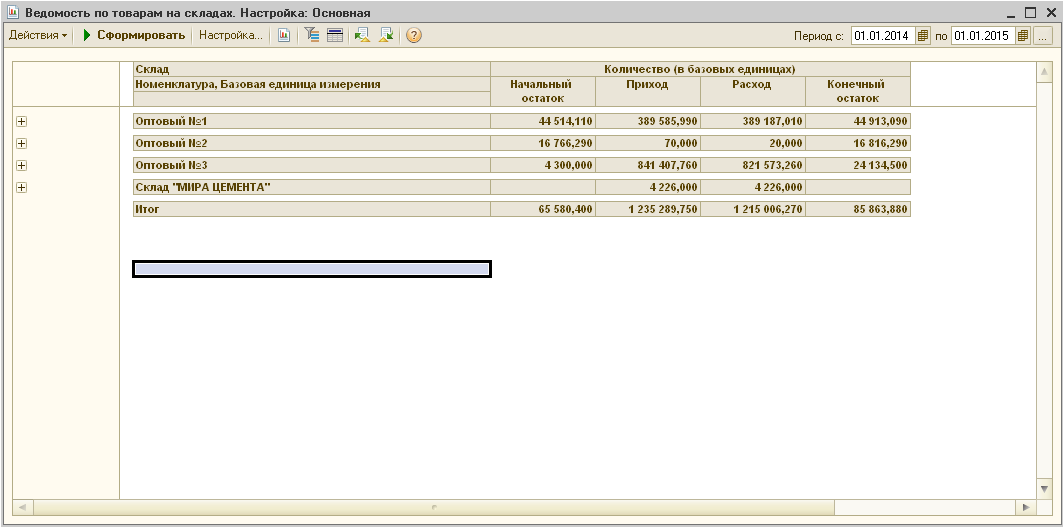 Ведомость по товарам на складах. Настройка: Основная
Действия Сформировать Настройка... Период с: 01.01.2014 по 01.01.2015 ...
Склад Количество (в базовых единицах)
Номенклатура, Базовая единица измерения Начальный остаток Приход Расход Конечный остаток
Оптовый №1 44 514,110 389 585,990 389 187,010 44 913,090
Оптовый №2 16 766,290 70,000 20,000 16 816,290
Оптовый №3 4 300,000 841 407,760 821 573,260 24 134,500
Склад "МИРА ЦЕМЕНТА" 4 226,000 4 226,000
Итог 65 580,400 1 235 289,750 1 215 006,270 85 863,880